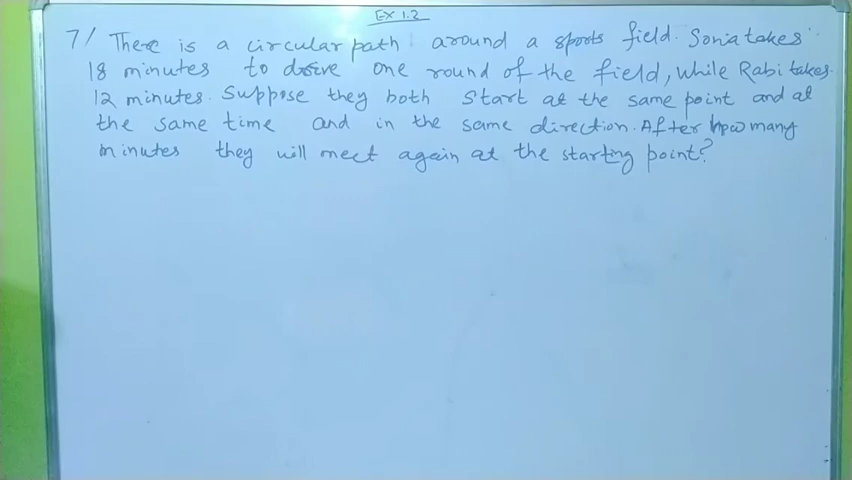 EX 1.2
7/ There is a circular path around a sports field. Sonia takes
18 minutes to drive one round of the field, while Rabi takes
12 minutes. Suppose they both start at the same point and at
the same time and in the same direction. After how many
minutes they will meet again at the starting point?